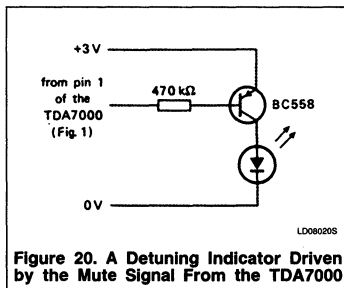 +3V
from pin 1
of the
TDA7000
(Fig. 1)
470 kΩ
BC558
0V
LD08020S
Figure 20. A Detuning Indicator Driven
by the Mute Signal From the TDA7000